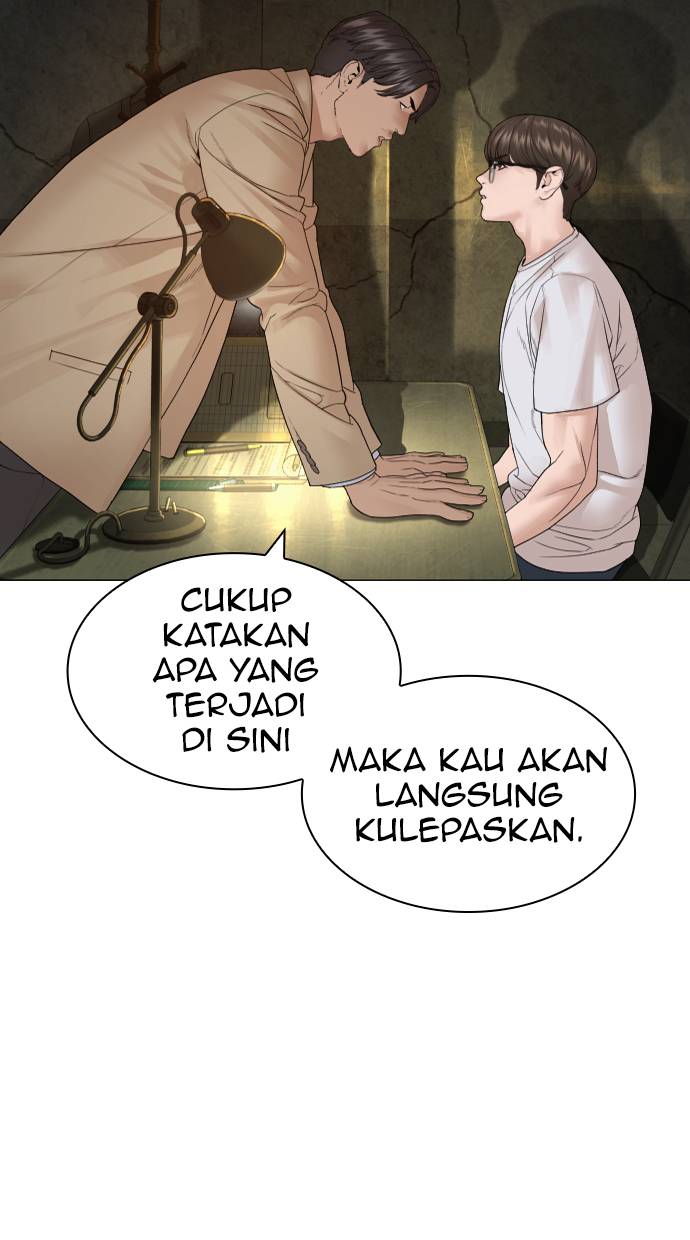 CUKUP
KATAKAN
APA YANG
TERJADI
DI SINI
MAKA KAU AKAN
LANGSUNG
KULEPASKAN.